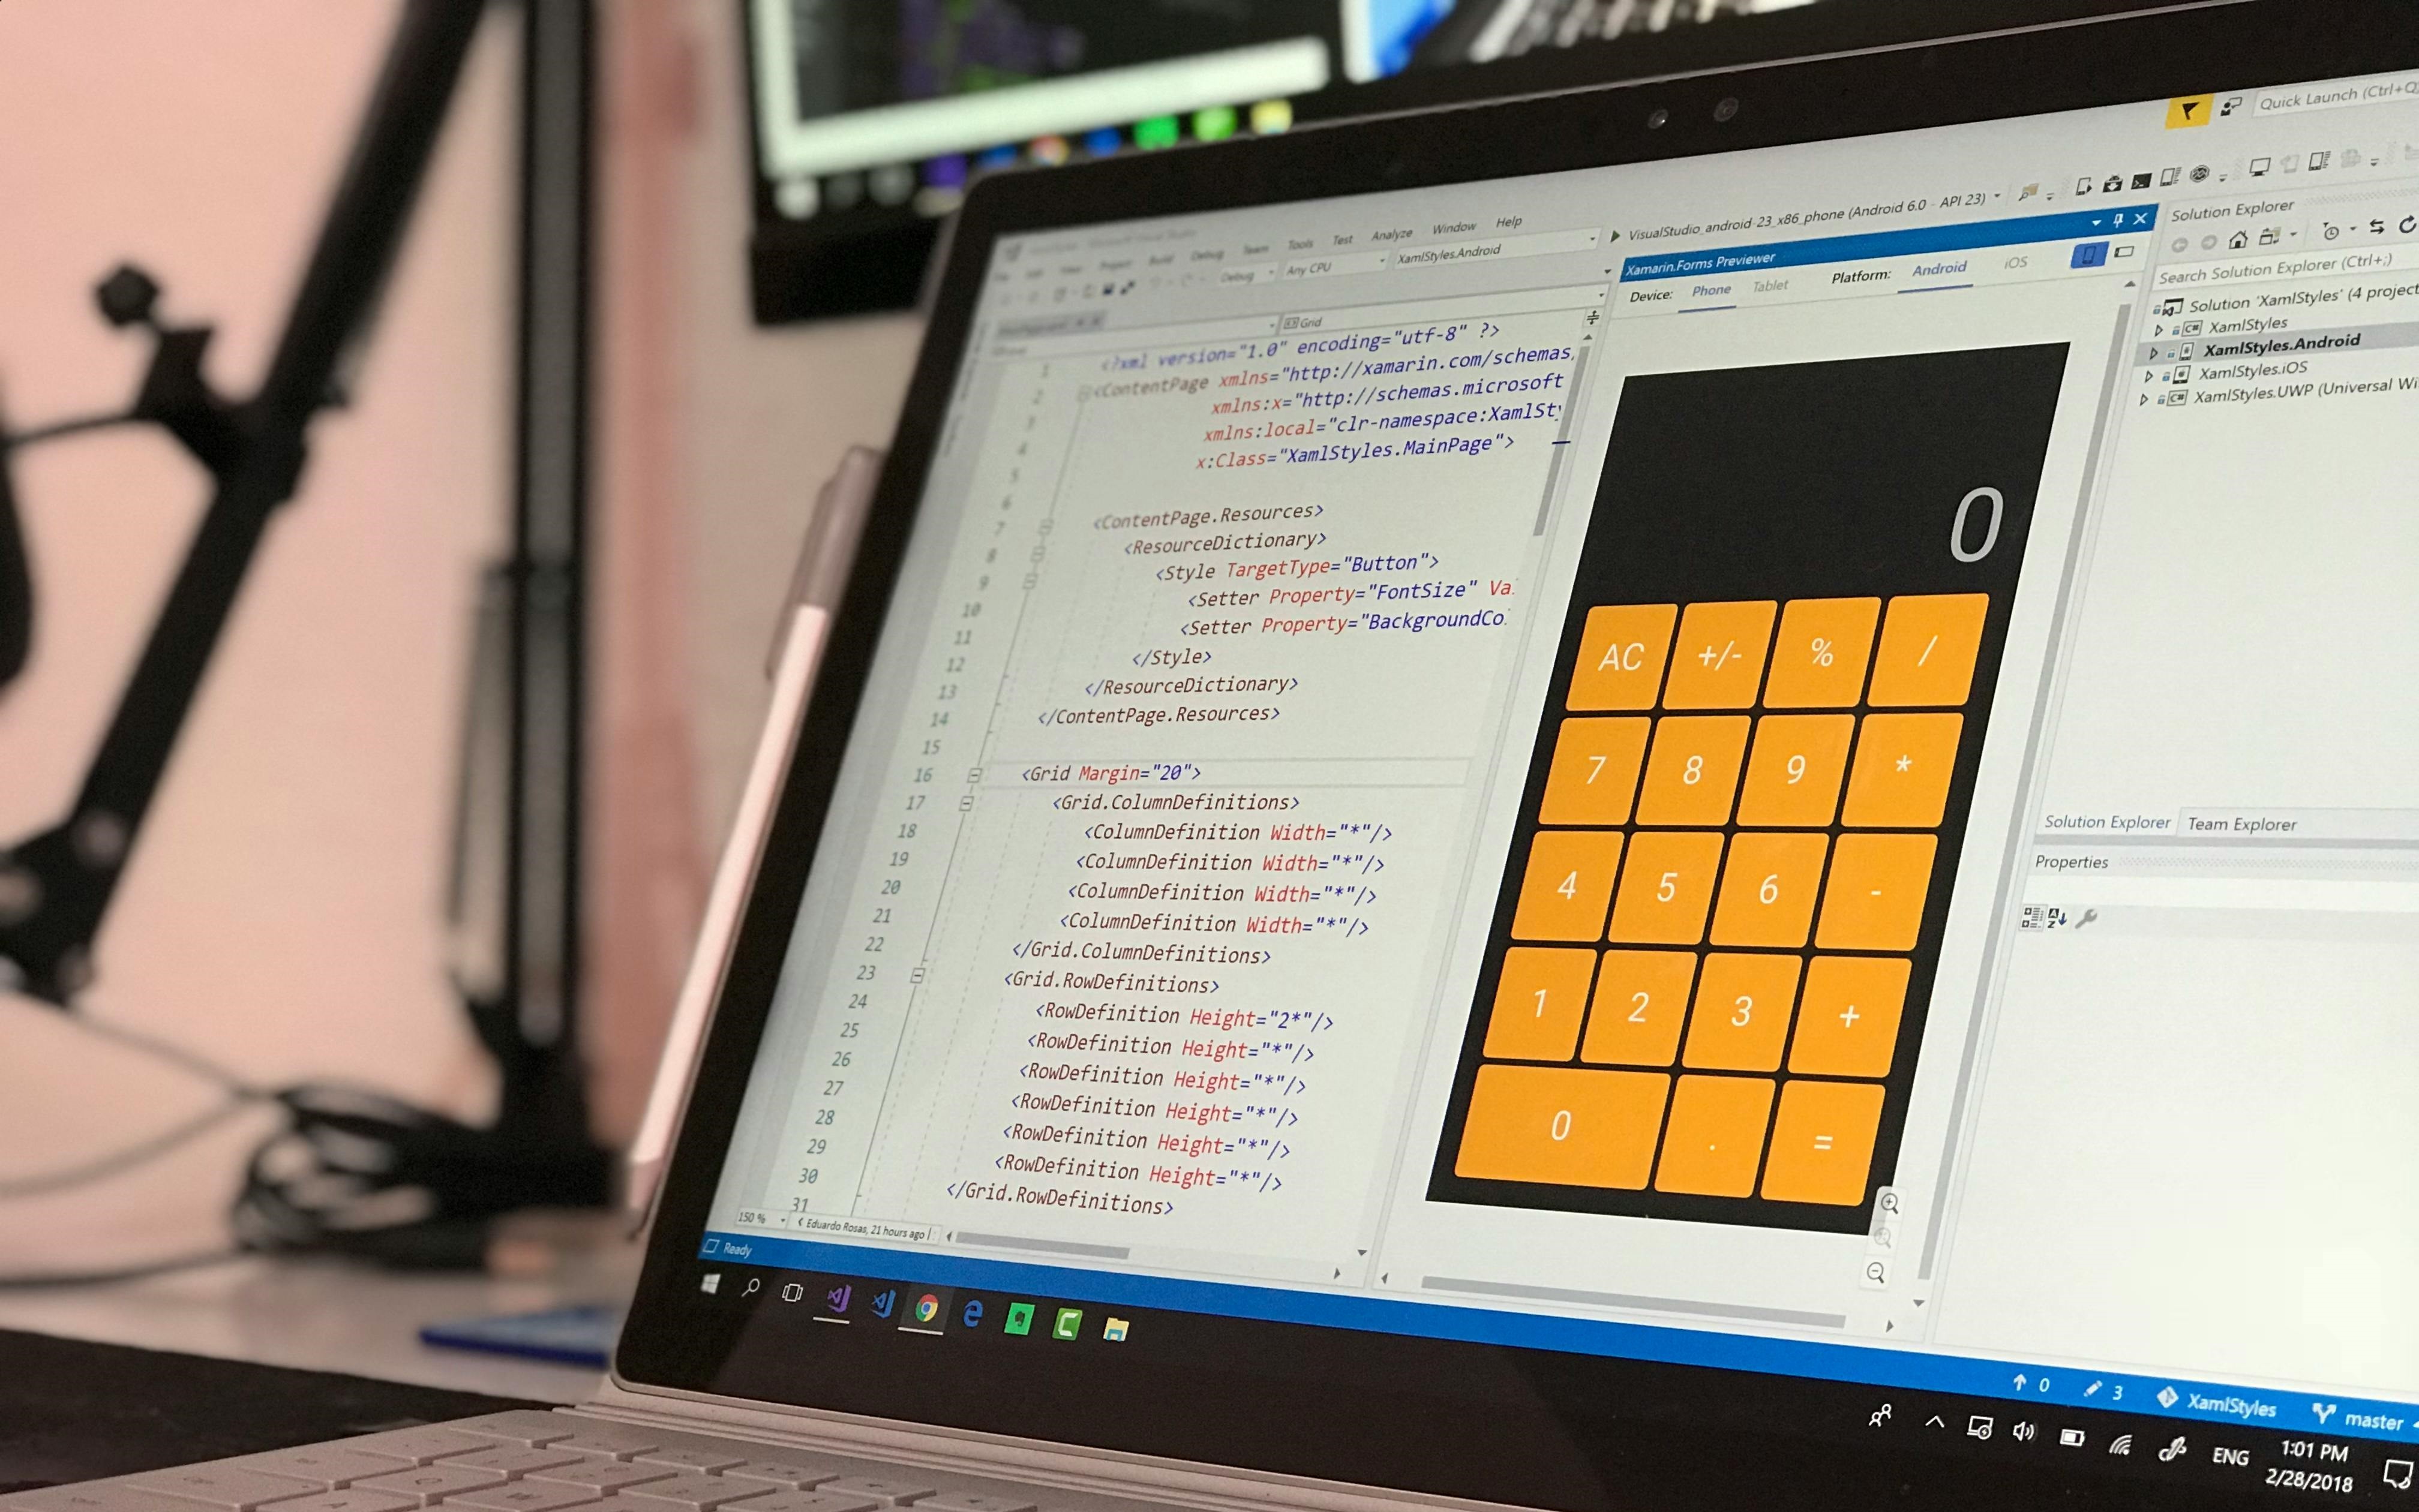 Quick Launch (Ctrl+Q
Tools Test Analyze Window Help
Debug Any CPU XamlStyles.Android VisualStudio_android-23_x86_phone (Android 6.0 - API 23)
Grid
1 <?xml version="1.0" encoding="utf-8" ?>
2 <ContentPage xmlns="http://xamarin.com/schemas,
3 xmlns:x="http://schemas.microsoft
4 xmlns:local="clr-namespace:XamlSt
5 x:Class="XamlStyles.MainPage">
6
7 <ContentPage.Resources>
8 <ResourceDictionary>
9 <Style TargetType="Button">
10 <Setter Property="FontSize" Va
11 <Setter Property="BackgroundCo
12 </Style>
13 </ResourceDictionary>
14 </ContentPage.Resources>
15
16 <Grid Margin="20">
17 <Grid.ColumnDefinitions>
18 <ColumnDefinition Width="*"/>
19 <ColumnDefinition Width="*"/>
20 <ColumnDefinition Width="*"/>
21 <ColumnDefinition Width="*"/>
22 </Grid.ColumnDefinitions>
23 <Grid.RowDefinitions>
24 <RowDefinition Height="2*"/>
25 <RowDefinition Height="*"/>
26 <RowDefinition Height="*"/>
27 <RowDefinition Height="*"/>
28 <RowDefinition Height="*"/>
29 <RowDefinition Height="*"/>
30 </Grid.RowDefinitions>
31
150 % Eduardo Rosas, 21 hours ago |
Xamarin.Forms Previewer
Device: Phone Tablet Platform: Android iOS
0
AC +/- % /
7 8 9 *
4 5 6 -
1 2 3 +
0 . =
Solution Explorer
Search Solution Explorer (Ctrl+;)
Solution 'XamlStyles' (4 project
XamlStyles
XamlStyles.Android
XamlStyles.iOS
XamlStyles.UWP (Universal Wi
Solution Explorer Team Explorer
Properties
Ready
0 3 XamlStyles master
ENG 1:01 PM
2/28/2018